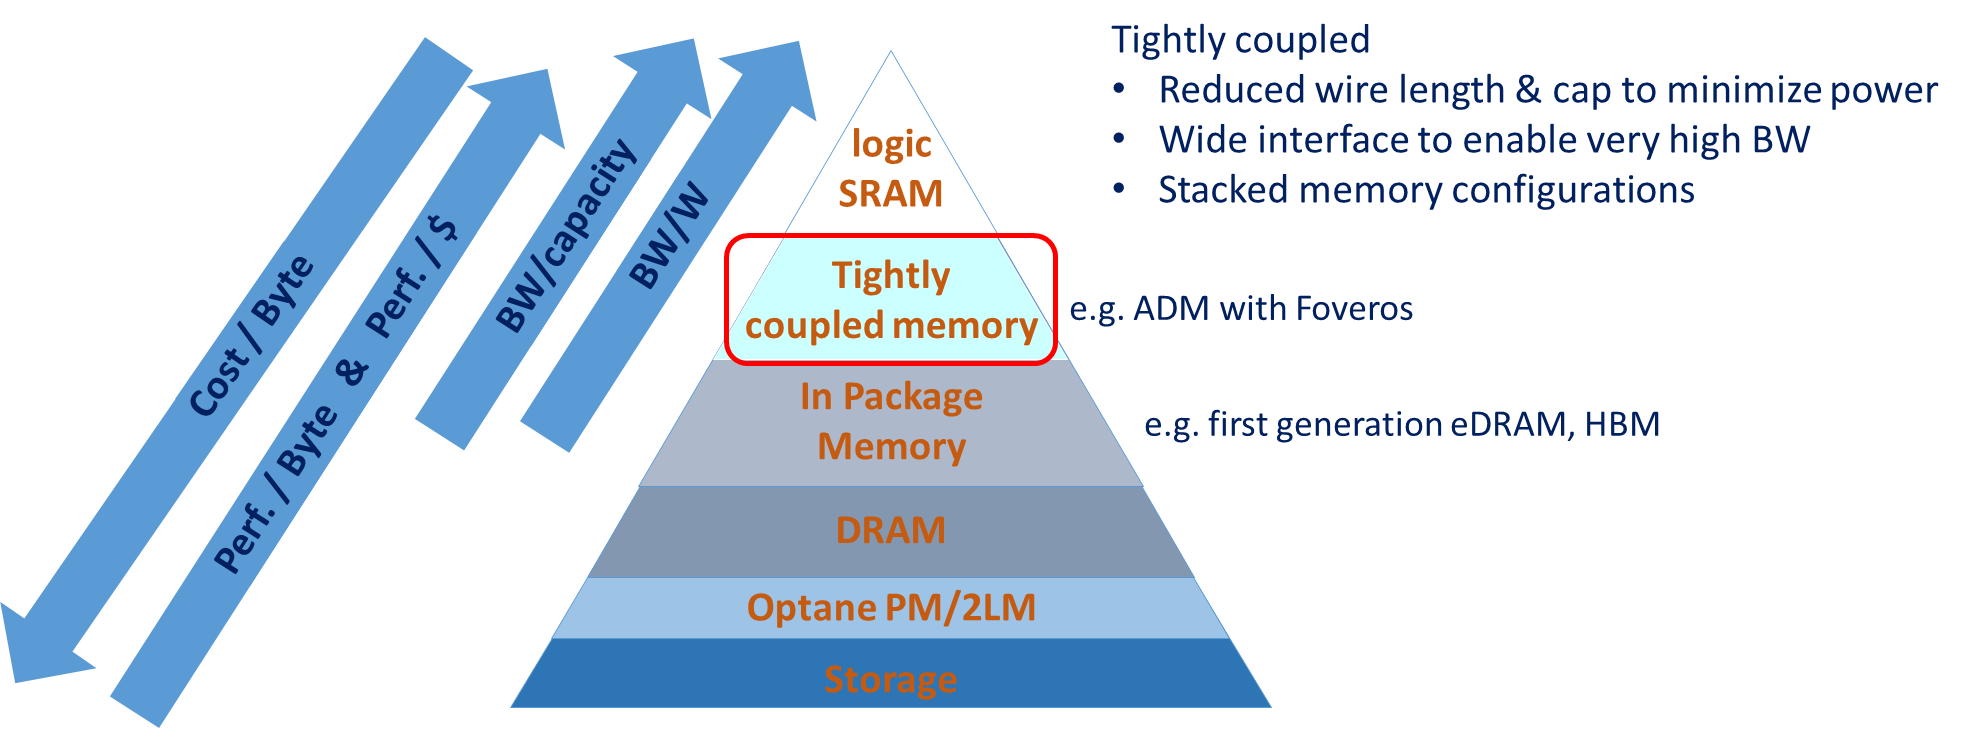 Cost / Byte
Perf. / Byte & Perf. / $
BW/capacity
BW/W
logic
SRAM
Tightly
coupled memory
In Package
Memory
DRAM
Optane PM/2LM
Storage
Tightly coupled
• Reduced wire length & cap to minimize power
• Wide interface to enable very high BW
• Stacked memory configurations
e.g. ADM with Foveros
e.g. first generation eDRAM, HBM